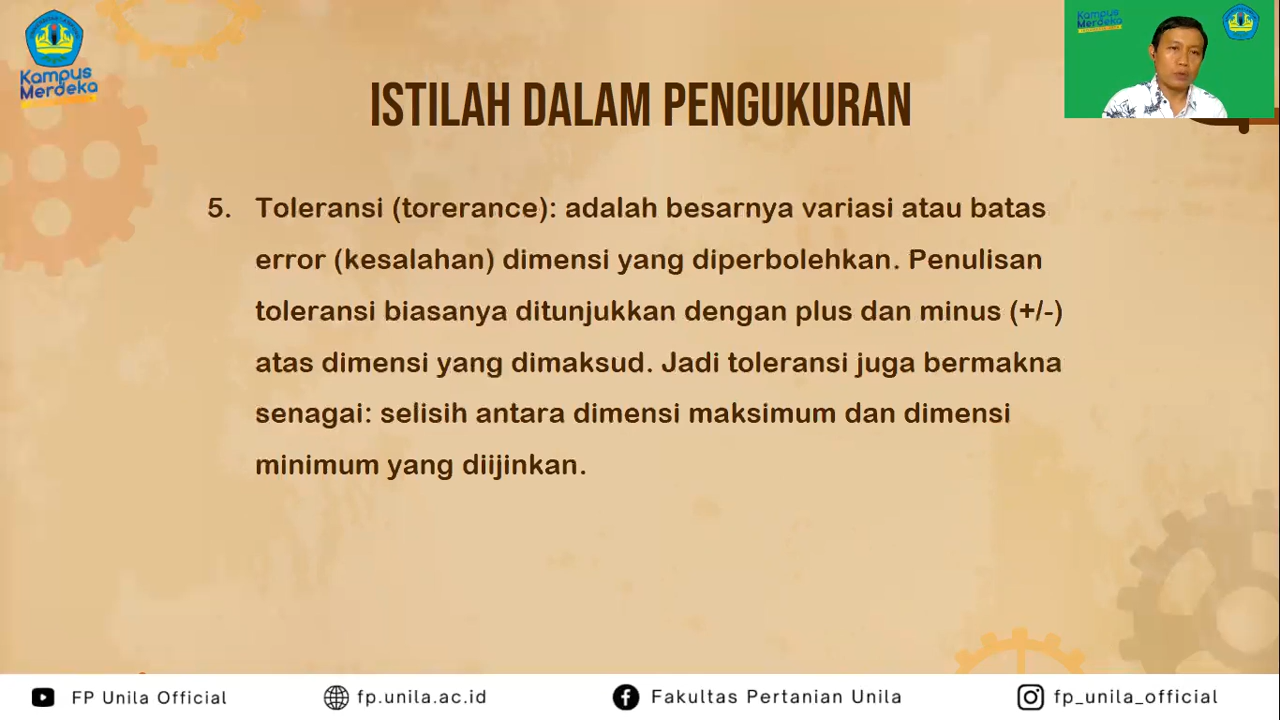 Kampus
Merdeka
Kampus
Merdeka
ISTILAH DALAM PENGUKURAN
5. Toleransi (torerance): adalah besarnya variasi atau batas
error (kesalahan) dimensi yang diperbolehkan. Penulisan
toleransi biasanya ditunjukkan dengan plus dan minus (+/-)
atas dimensi yang dimaksud. Jadi toleransi juga bermakna
senagai: selisih antara dimensi maksimum dan dimensi
minimum yang diijinkan.
FP Unila Official
fp.unila.ac.id
Fakultas Pertanian Unila
fp_unila_official